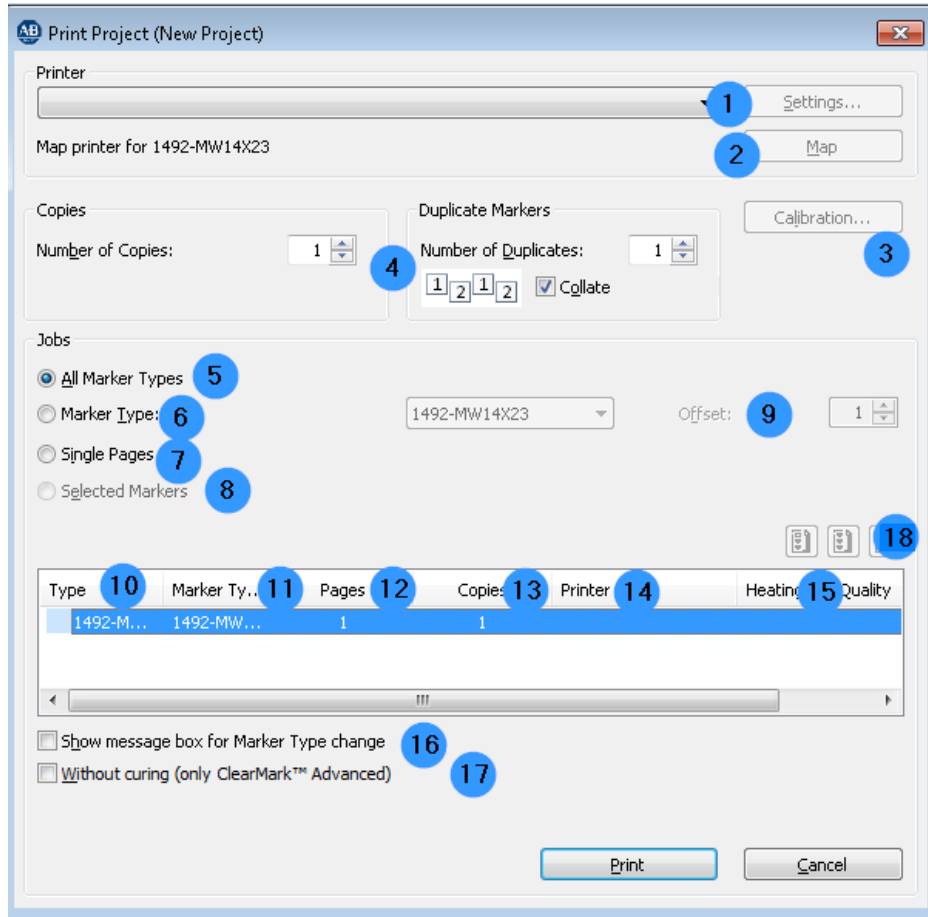 AB Print Project (New Project)
Printer
1 Settings...
Map printer for 1492-MW14X23 2 Map
Copies Duplicate Markers Calibration...
Number of Copies: 1 4 Number of Duplicates: 1 3
1 2 1 2 Collate
Jobs
All Marker Types 5
Marker Type: 6 1492-MW14X23 Offset: 9 1
Single Pages 7
Selected Markers 8
18
Type 10 Marker Ty... 11 Pages 12 Copies 13 Printer 14 Heating 15 Quality
1492-M... 1492-MW... 1 1
Show message box for Marker Type change 16
Without curing (only ClearMark™ Advanced) 17
Print Cancel